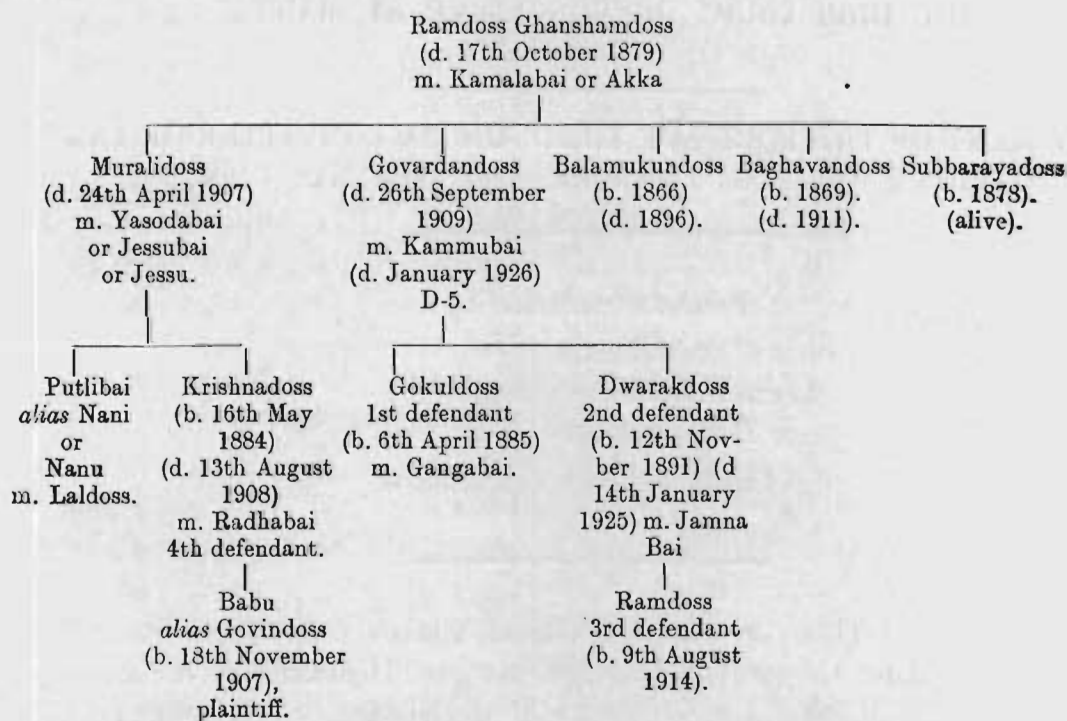 Ramdoss Ghanshamdoss
(d. 17th October 1879)
m. Kamalabai or Akka
Muralidoss
(d. 24th April 1907)
m. Yasodabai
or Jessubai
or Jessu.
Govardandoss
(d. 26th September
1909)
m. Kammubai
(d. January 1926)
D-5.
Balamukundoss
(b. 1866)
(d. 1896).
Baghavandoss
(b. 1869).
(d. 1911).
Subbarayadoss
(b. 1878).
(alive).
Putlibai
alias Nani
or
Nanu
m. Laldoss.
Krishnadoss
(b. 16th May
1884)
(d. 13th August
1908)
m. Radhabai
4th defendant.
Gokuldoss
1st defendant
(b. 6th April 1885)
m. Gangabai.
Dwarakdoss
2nd defendant
(b. 12th Nov-
ber 1891) (d
14th January
1925) m. Jamna
Bai
Babu
alias Govindoss
(b. 18th November
1907),
plaintiff.
Ramdoss
3rd defendant
(b. 9th August
1914).